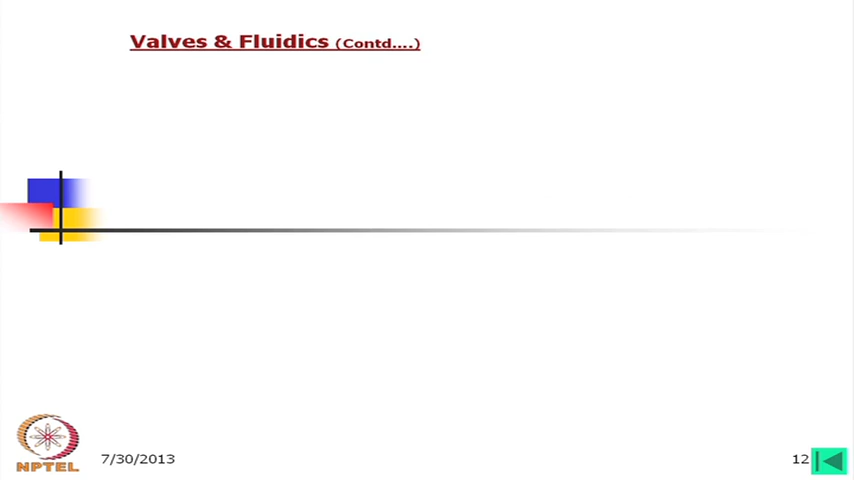 Valves & Fluidics (Contd....)
NPTEL
7/30/2013
12